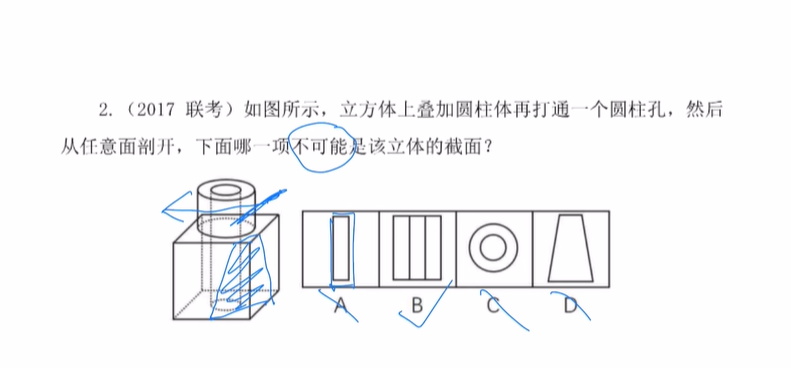 2.（2017 联考）如图所示，立方体上叠加圆柱体再打通一个圆柱孔，然后
从任意面剖开，下面哪一项不可能是该立体的截面？
A B C D